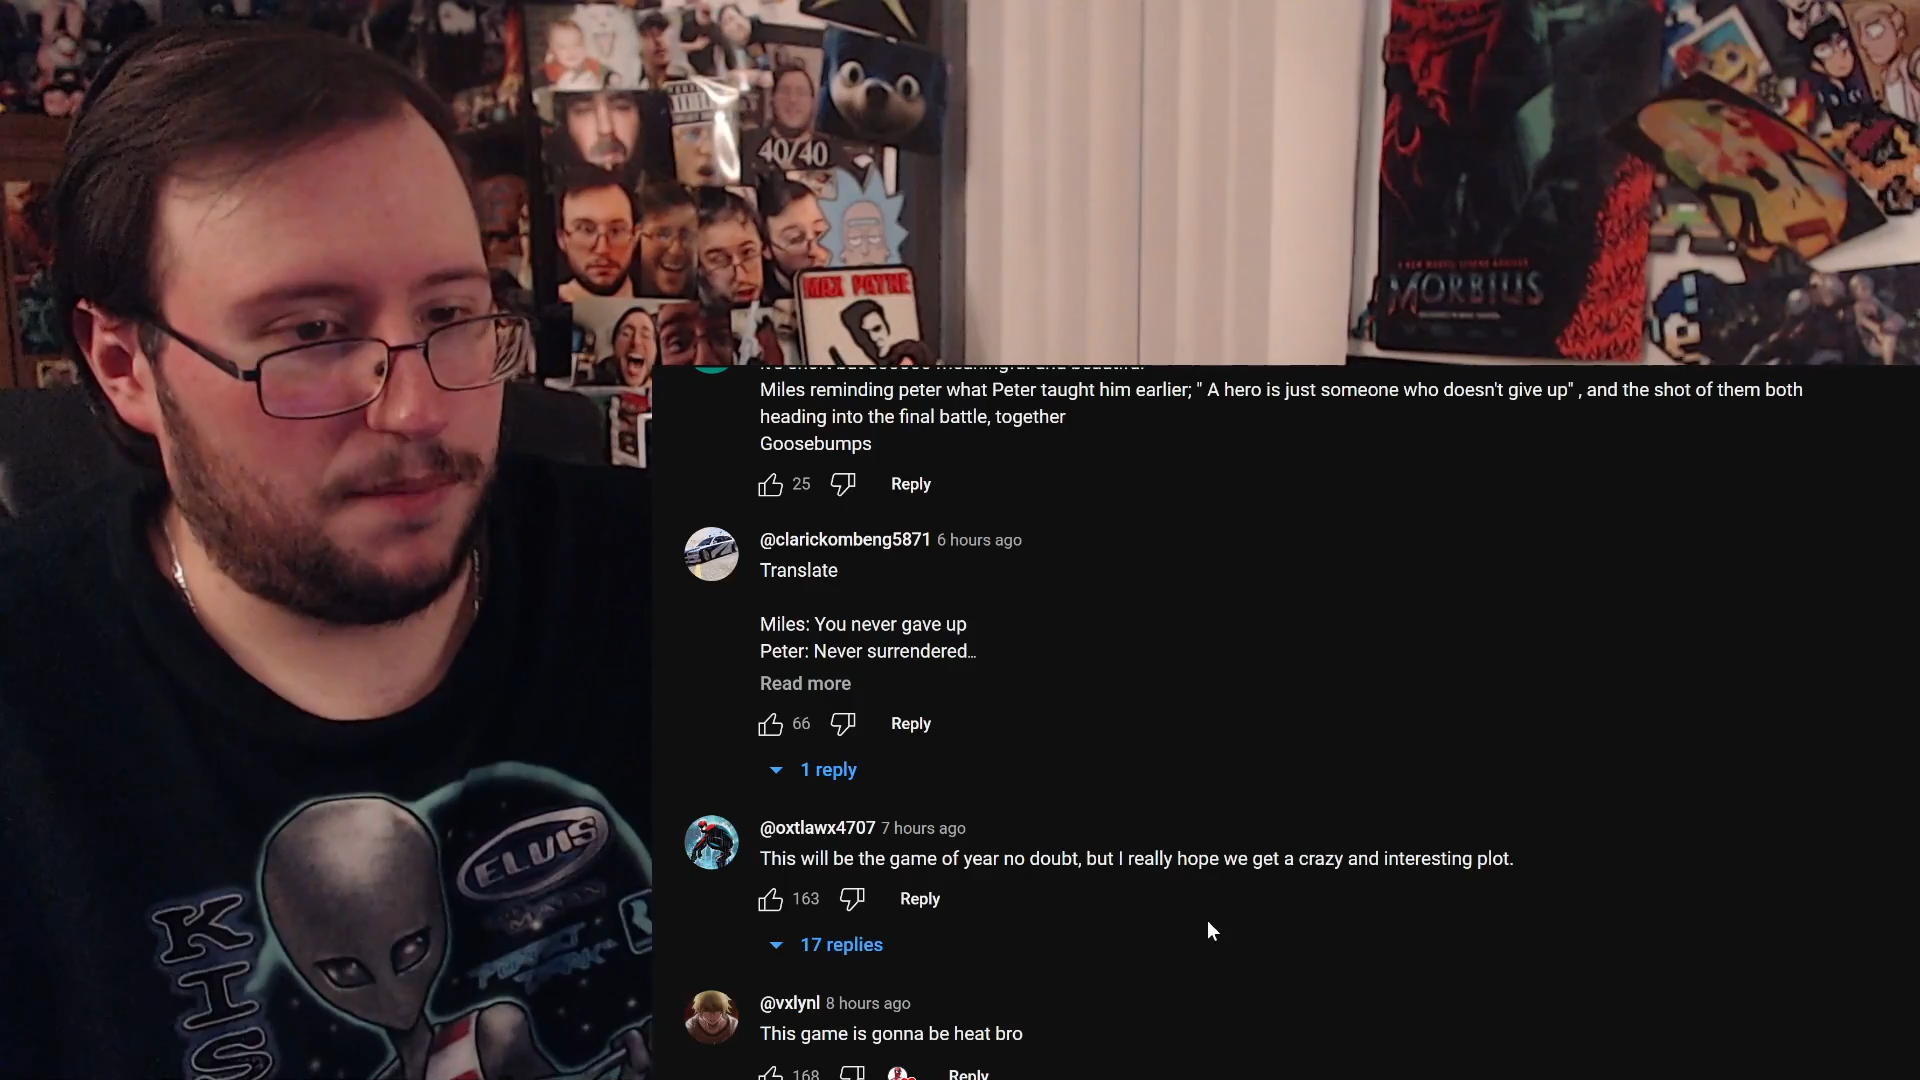 40/40
MAX PAYNE
MORBIUS
Miles reminding peter what Peter taught him earlier; " A hero is just someone who doesn't give up" , and the shot of them both
heading into the final battle, together
Goosebumps
25
Reply
@clarickombeng5871 6 hours ago
Translate
Miles: You never gave up
Peter: Never surrendered...
Read more
66
Reply
1 reply
@oxtlawx4707 7 hours ago
This will be the game of year no doubt, but I really hope we get a crazy and interesting plot.
163
Reply
17 replies
@vxlynl 8 hours ago
This game is gonna be heat bro
168
Reply
ELVIS
KIS